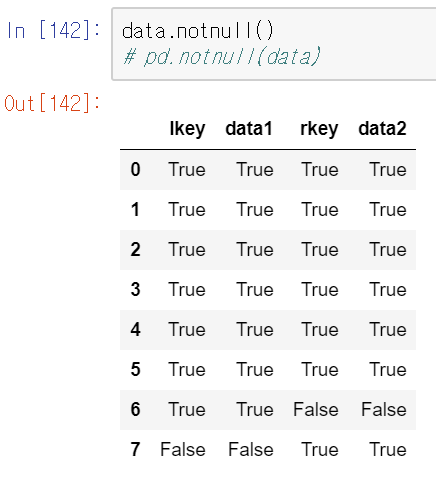 In [142]: data.notnull()
# pd.notnull(data)
Out[142]:
lkey data1 rkey data2
0 True True True True
1 True True True True
2 True True True True
3 True True True True
4 True True True True
5 True True True True
6 True True False False
7 False False True True